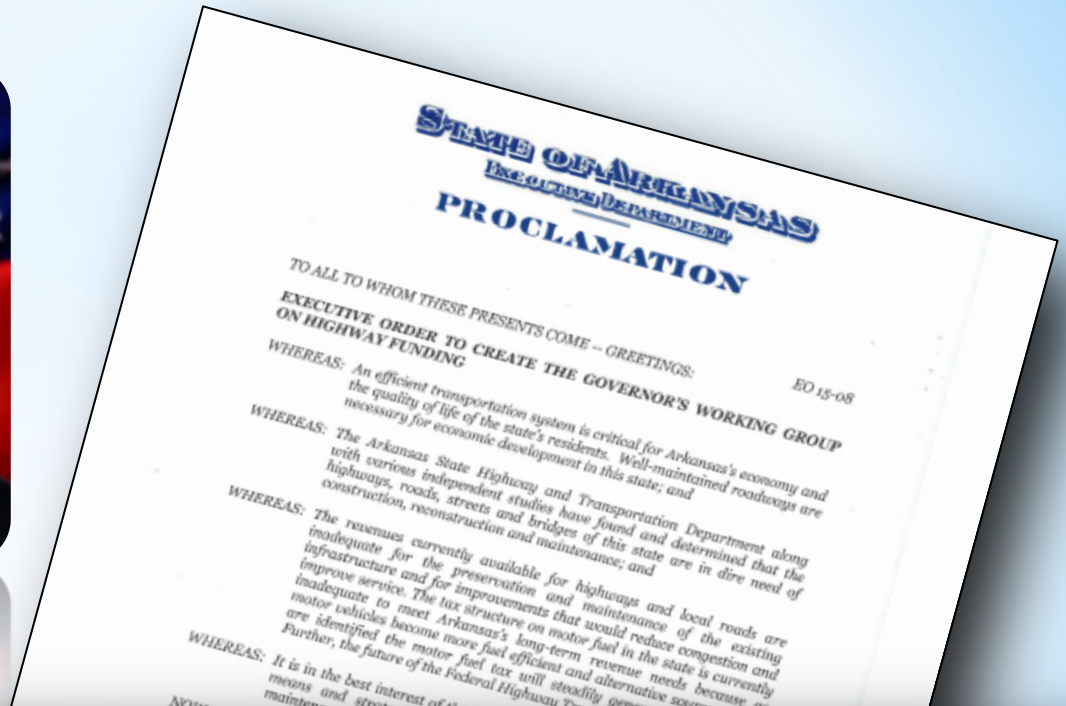 STATE OF ARKANSAS
EXECUTIVE DEPARTMENT
PROCLAMATION
TO ALL TO WHOM THESE PRESENTS COME -- GREETINGS:
EO 15-08
EXECUTIVE ORDER TO CREATE THE GOVERNOR'S WORKING GROUP
ON HIGHWAY FUNDING
WHEREAS: An efficient transportation system is critical for Arkansas's economy and
the quality of life of the state's residents. Well-maintained roadways are
necessary for economic development in this state; and
WHEREAS: The Arkansas State Highway and Transportation Department along
with various independent studies have found and determined that the
highways, roads, streets and bridges of this state are in dire need of
construction, reconstruction and maintenance; and
WHEREAS: The revenues currently available for highways and local roads are
inadequate for the preservation and maintenance of the existing
infrastructure and for improvements that would reduce congestion and
improve service. The tax structure on motor fuel in the state is currently
inadequate to meet Arkansas's long-term revenue needs because as
motor vehicles become more fuel efficient and alternative
are identified the motor fuel tax will steadily
Further, the future of the Federal Highway
WHEREAS: It is in the best interest of
means and